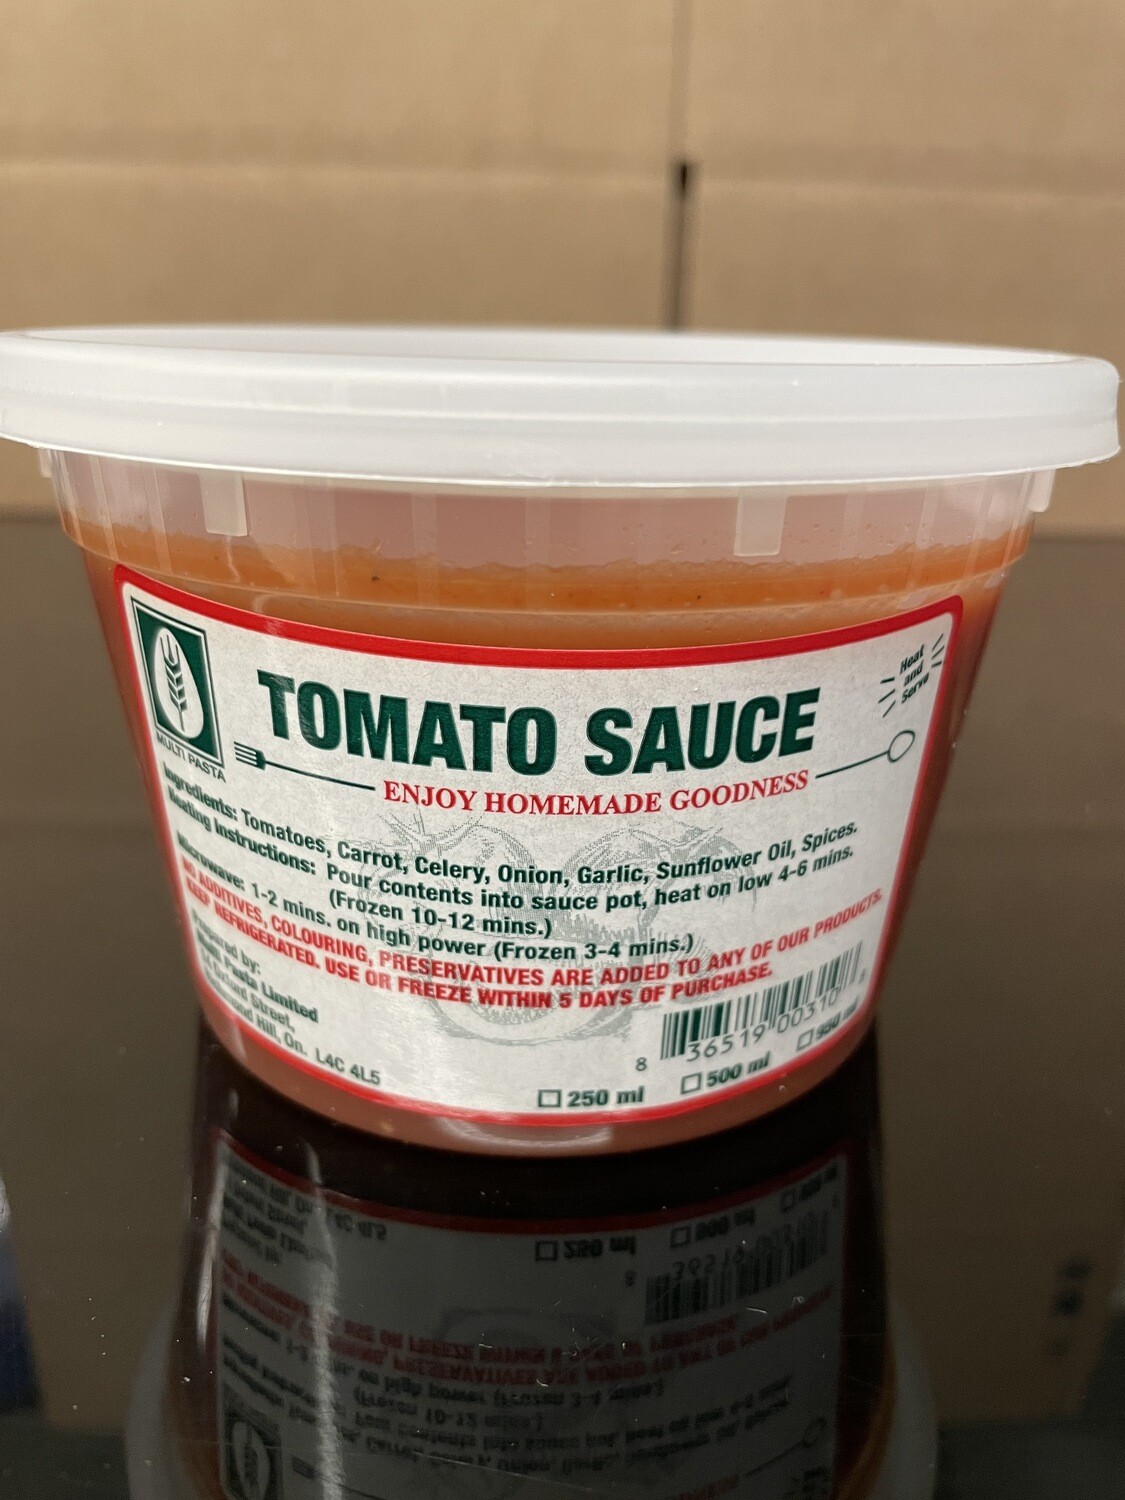 MULTI PASTA
TOMATO SAUCE
Heat
and
Serve
ENJOY HOMEMADE GOODNESS
Ingredients: Tomatoes, Carrot, Celery, Onion, Garlic, Sunflower Oil, Spices.
Heating Instructions: Pour contents into sauce pot, heat on low 4-6 mins.
(Frozen 10-12 mins.)
Microwave: 1-2 mins. on high power (Frozen 3-4 mins.)
NO ADDITIVES, COLOURING, PRESERVATIVES ARE ADDED TO ANY OF OUR PRODUCTS.
KEEP REFRIGERATED. USE OR FREEZE WITHIN 5 DAYS OF PURCHASE.
Prepared by:
Multi Pasta Limited
Street,
Hill, On. L4C 4L5
8 36519 00310
250 ml
500 ml
ml